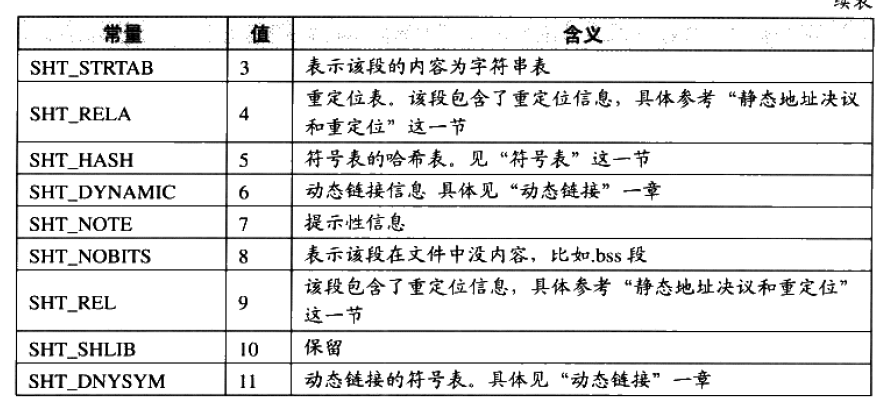 续表
常量 值 含义
SHT_STRTAB 3 表示该段的内容为字符串表
SHT_RELA 4 重定位表。该段包含了重定位信息，具体参考“静态地址决议
和重定位”这一节
SHT_HASH 5 符号表的哈希表。见“符号表”这一节
SHT_DYNAMIC 6 动态链接信息 具体见“动态链接”一章
SHT_NOTE 7 提示性信息
SHT_NOBITS 8 表示该段在文件中没内容，比如.bss 段
SHT_REL 9 该段包含了重定位信息，具体参考“静态地址决议和重定位”
这一节
SHT_SHLIB 10 保留
SHT_DNYSYM 11 动态链接的符号表。具体见“动态链接”一章